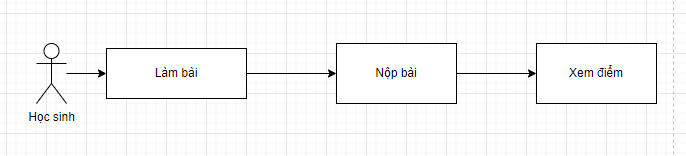 Làm bài
Nộp bài
Xem điểm
Học sinh